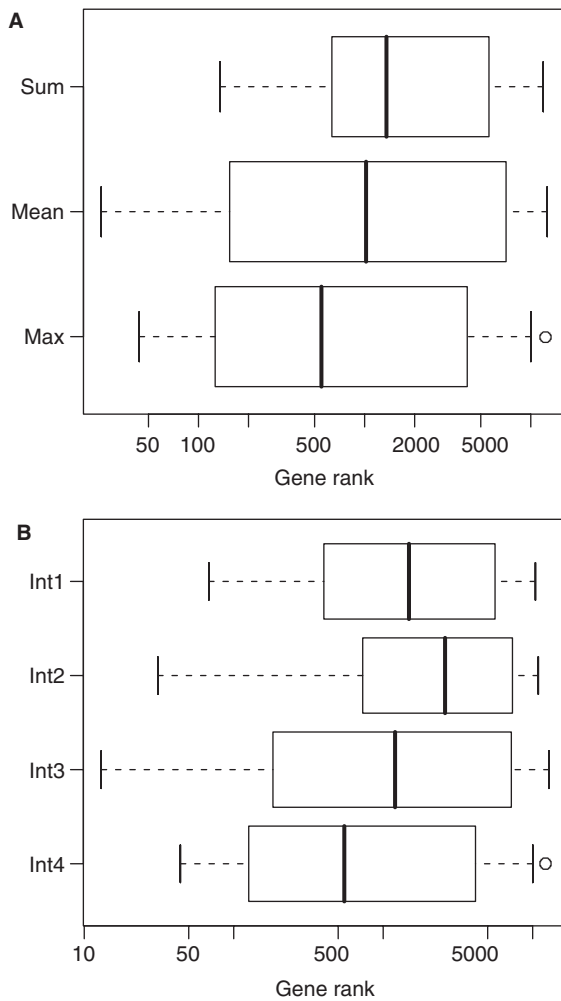 A
Sum
Mean
Max
50 100 500 2000 5000
Gene rank
B
Int1
Int2
Int3
Int4
10 50 500 5000
Gene rank